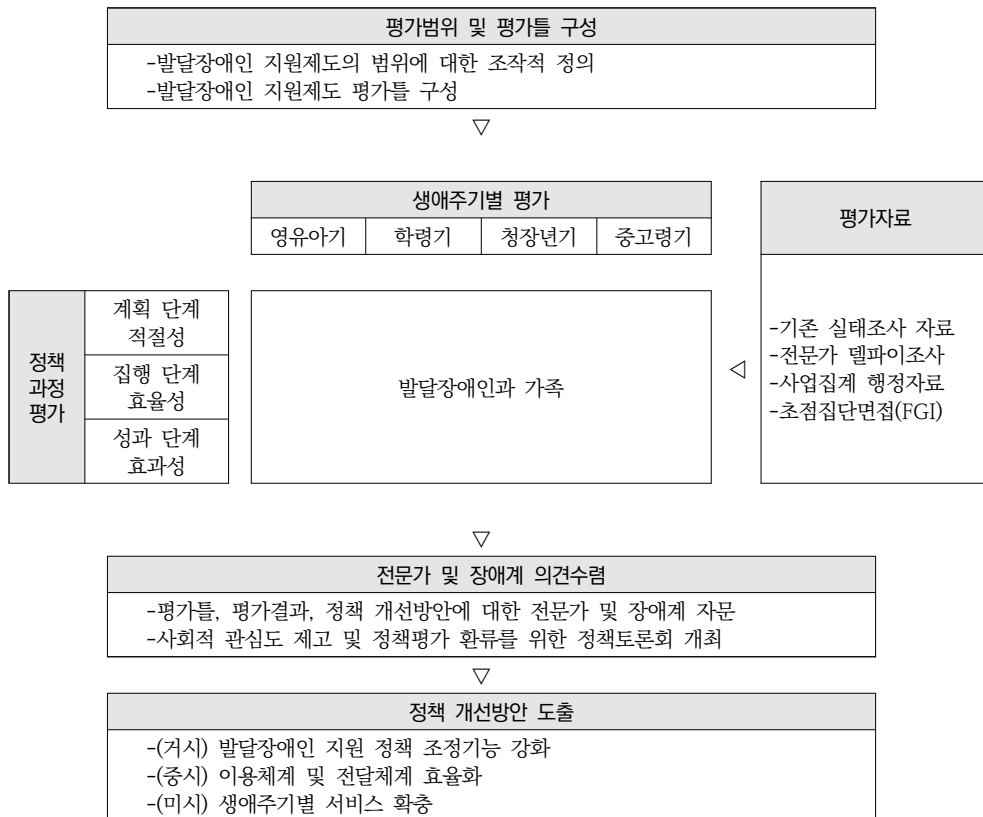 평가범위 및 평가틀 구성
-발달장애인 지원제도의 범위에 대한 조작적 정의
-발달장애인 지원제도 평가틀 구성
▽
생애주기별 평가
영유아기 학령기 청장년기 중고령기
평가자료
정책
과정
평가
계획 단계
적절성
집행 단계
효율성
성과 단계
효과성
발달장애인과 가족
◁
-기존 실태조사 자료
-전문가 델파이조사
-사업집계 행정자료
-초점집단면접(FGI)
▽
전문가 및 장애계 의견수렴
-평가틀, 평가결과, 정책 개선방안에 대한 전문가 및 장애계 자문
-사회적 관심도 제고 및 정책평가 환류를 위한 정책토론회 개최
▽
정책 개선방안 도출
-(거시) 발달장애인 지원 정책 조정기능 강화
-(중시) 이용체계 및 전달체계 효율화
-(미시) 생애주기별 서비스 확충